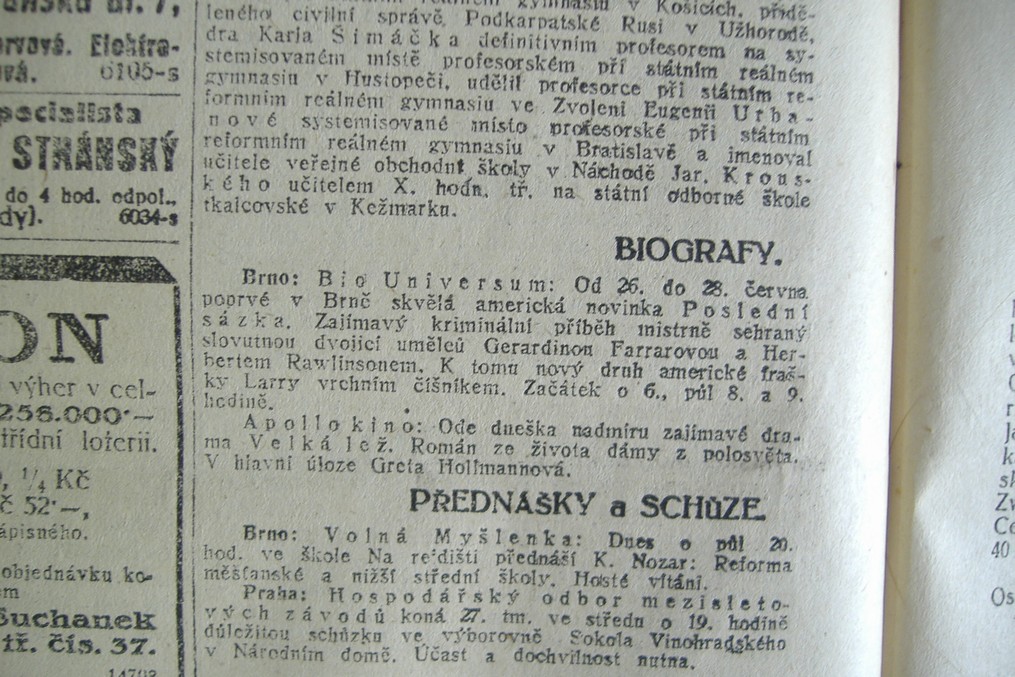 6105-s
specialista
STRÁNSKÝ
do 4 hod. odpol.,
6034-s
ON
výher v cel-
258.000·—
třídní loterii.
¼ Kč
č 52·—,
ápisného.
objednávku ko-
em
Suchanek
tř. čís. 37.
leného civilní správě Podkarpatské Rusi v Užhorodě,
dra Karla Šimáčka definitivním profesorem na sy-
stemisovaném místě profesorském při státním reálném
gymnasiu v Hustopeči, udělil profesorce při státním re-
formním reálném gymnasiu ve Zvoleni Eugenii Urba-
nové systemisované místo profesorské při státním
reformním reálném gymnasiu v Bratislavě a jmenoval
učitele veřejné obchodní školy v Náchodě Jar. Krous-
kého učitelem X. hodn. tř. na státní odborné škole
tkalcovské v Kežmarku.
BIOGRAFY.
Brno: Bio Universum: Od 26. do 28. června
poprvé v Brně skvělá americká novinka Poslední
sázka. Zajímavý kriminální příběh mistrně sehraný
slovutnou dvojicí umělců Gerardinou Farrarovou a Her-
bertem Rawlinsonem. K tomu nový druh americké fraš-
ky Larry vrchním číšníkem. Začátek o 6., půl 8. a 9.
hodině.
Apollo kino: Ode dneška nadmíru zajímavé dra-
ma Velká lež. Román ze života dámy z polosvěta.
V hlavní úloze Greta Hollmannová.
PŘEDNÁŠKY a SCHŮZE
Brno: Volná Myšlenka: Dnes o půl 20.
hod. ve škole Na ředišti přednáší K. Nozar: Reforma
měšťanské a nižší střední školy. Hosté vítáni.
Praha: Hospodářský odbor mezisleto-
vých závodů koná 27. tm. ve středu o 19. hodině
důležitou schůzku ve výborovně Sokola Vinohradského
v Národním domě. Účast a dochvilnost nutna.
40
Os